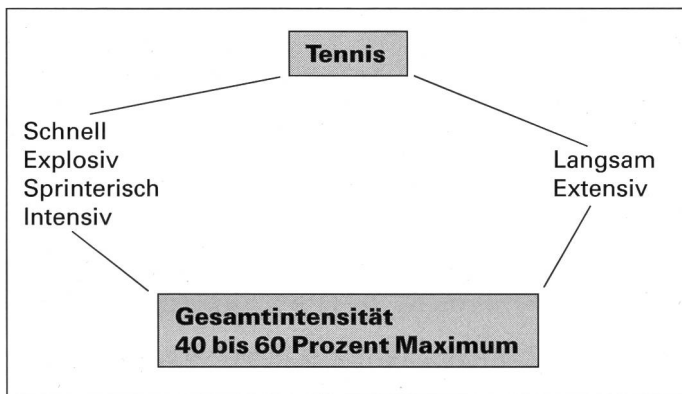 Tennis
Schnell
Explosiv
Sprinterisch
Intensiv
Langsam
Extensiv
Gesamtintensität
40 bis 60 Prozent Maximum